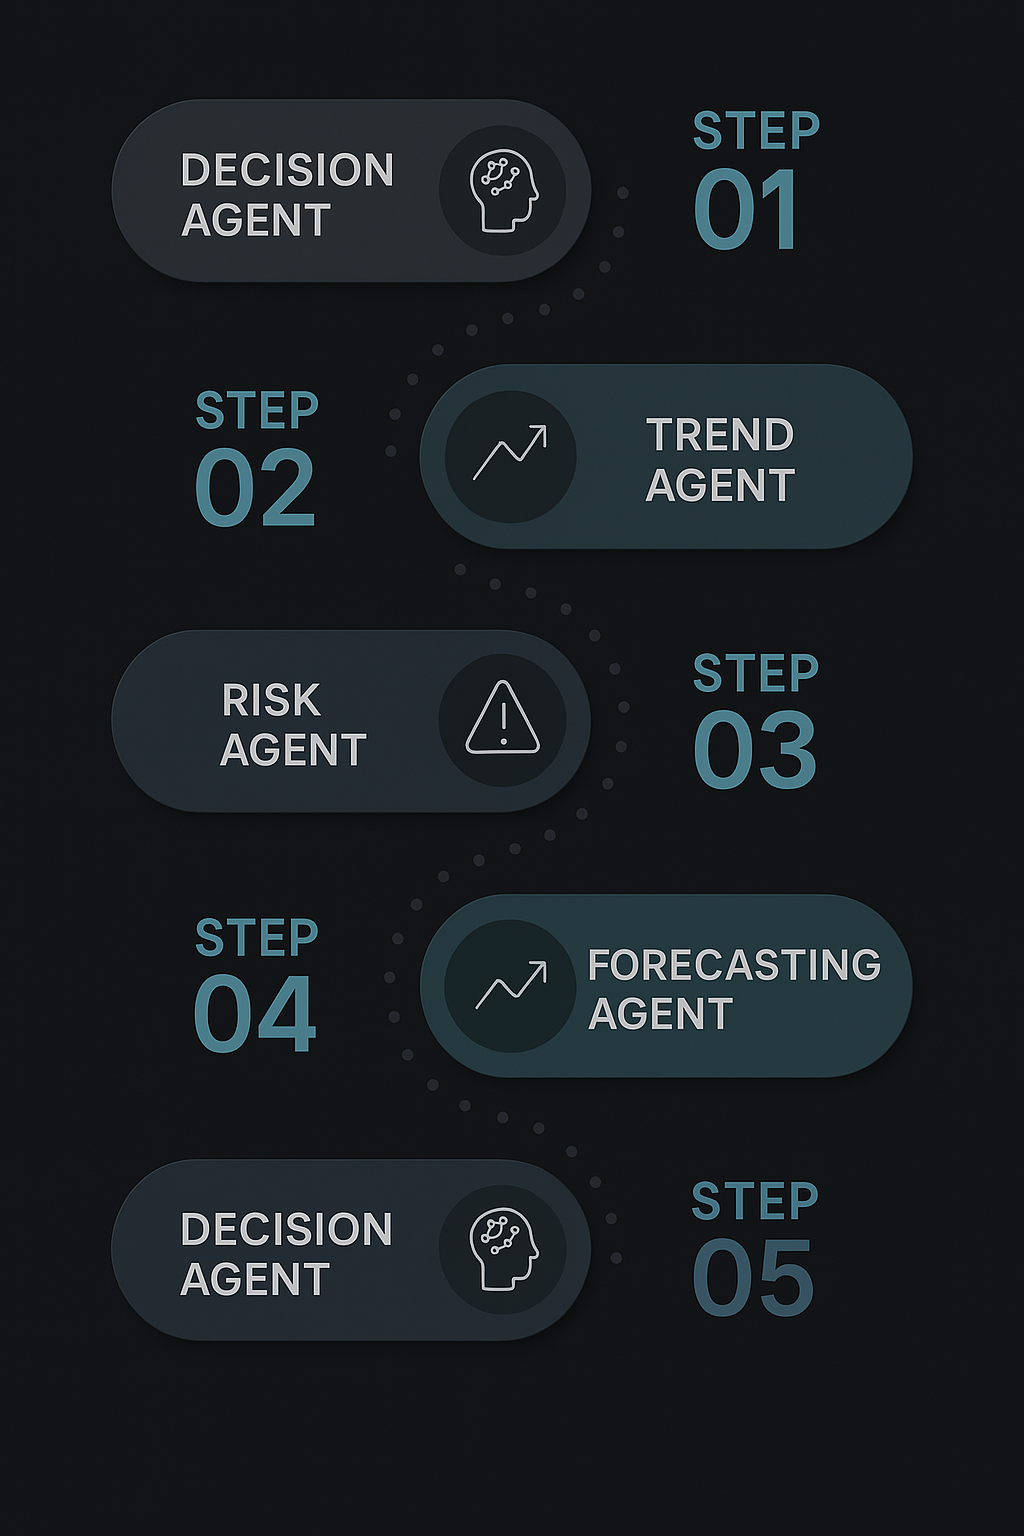 DECISION
AGENT
STEP
01
STEP
02
TREND
AGENT
RISK
AGENT
STEP
03
STEP
04
FORECASTING
AGENT
DECISION
AGENT
STEP
05